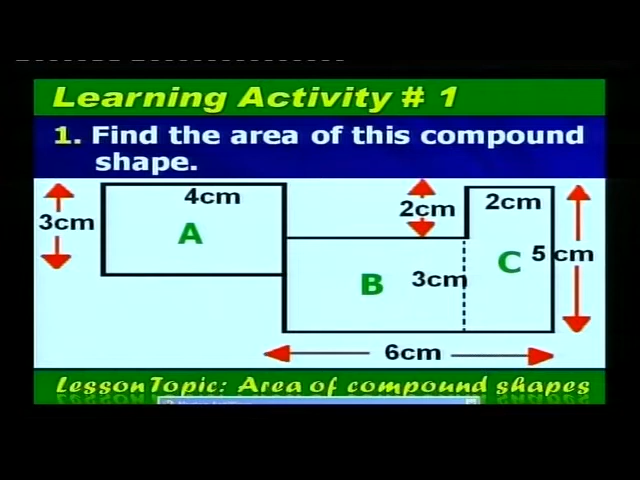 Learning Activity # 1
1. Find the area of this compound
shape.
4cm
3cm
A
2cm
2cm
B
3cm
C
5 cm
6cm
Lesson Topic: Area of compound shapes